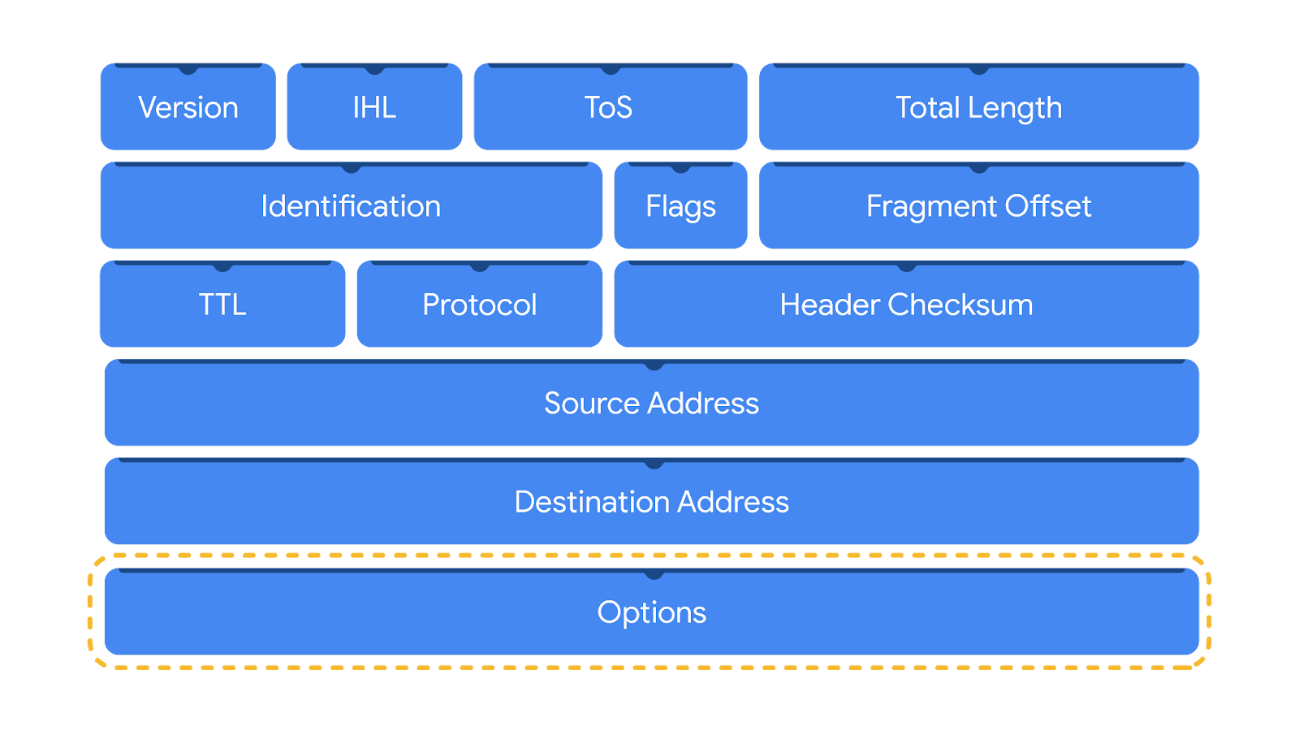 Version IHL ToS Total Length
Identification Flags Fragment Offset
TTL Protocol Header Checksum
Source Address
Destination Address
Options